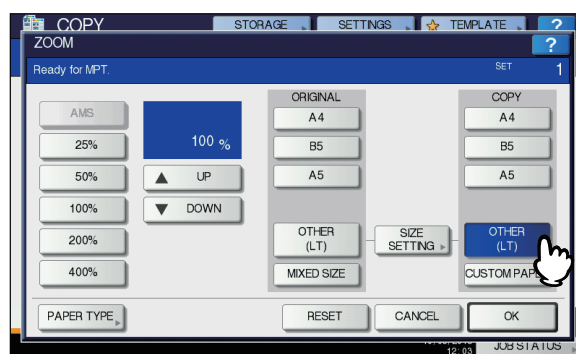 COPY STORAGE SETTINGS TEMPLATE ?
ZOOM ?
Ready for MPT. SET 1
ORIGINAL COPY
AMS A4 A4
25% 100 % B5 B5
50% UP A5 A5
100% DOWN
200% OTHER (LT) SIZE SETTING OTHER (LT)
400% MIXED SIZE
PAPER TYPE RESET CANCEL OK
12:03 JOB STATUS